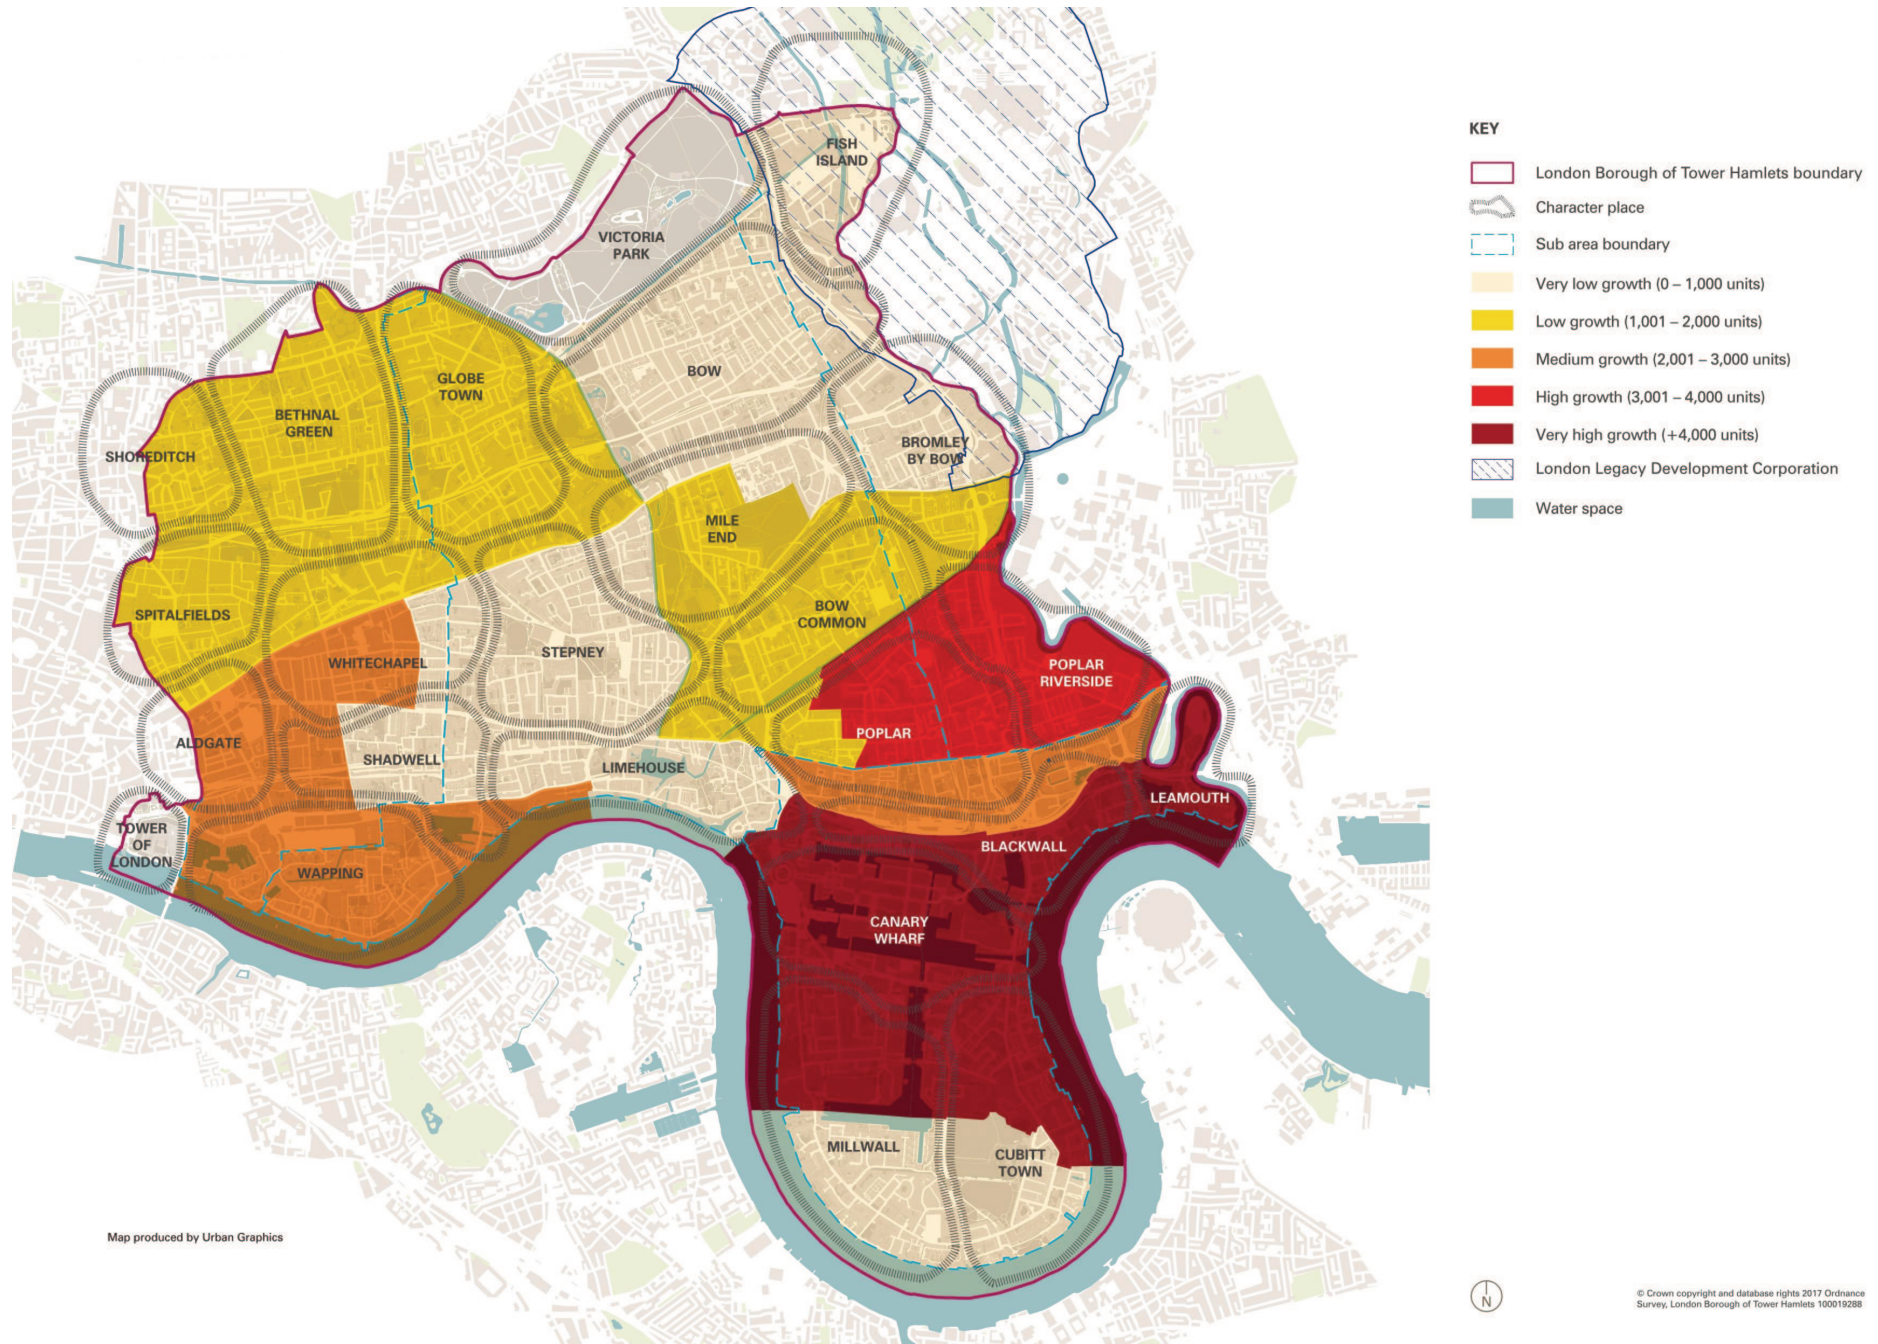 FISH
ISLAND
VICTORIA
PARK
BOW
GLOBE
TOWN
BETHNAL
GREEN
SHOREDITCH
BROMLEY
BY BOW
MILE
END
BOW
COMMON
SPITALFIELDS
WHITECHAPEL
STEPNEY
POPLAR
RIVERSIDE
POPLAR
ALDGATE
SHADWELL
LIMEHOUSE
LEAMOUTH
TOWER
OF
LONDON
WAPPING
BLACKWALL
CANARY
WHARF
MILLWALL
CUBITT
TOWN
Map produced by Urban Graphics
KEY
London Borough of Tower Hamlets boundary
Character place
Sub area boundary
Very low growth (0 – 1,000 units)
Low growth (1,001 – 2,000 units)
Medium growth (2,001 – 3,000 units)
High growth (3,001 – 4,000 units)
Very high growth (+4,000 units)
London Legacy Development Corporation
Water space
N
© Crown copyright and database rights 2017 Ordnance
Survey, London Borough of Tower Hamlets 100019288